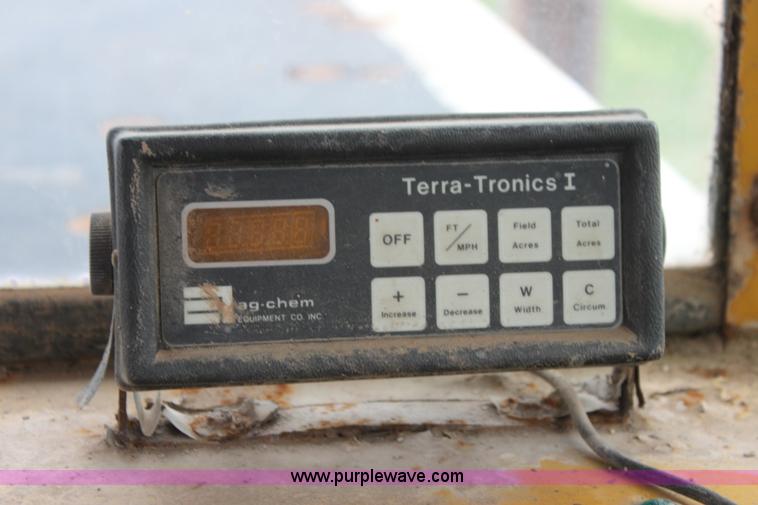 Terra-Tronics I
OFF
FT / MPH
Field Acres
Total Acres
ag-chem
EQUIPMENT CO. INC.
+ Increase
- Decrease
W Width
C Circum.
www.purplewave.com